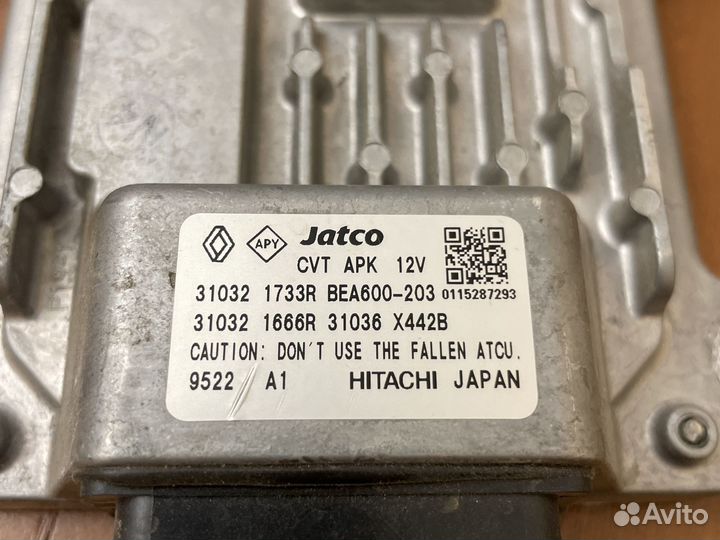 APY Jatco
CVT APK 12V
31032 1733R BEA600-203 0115287293
31032 1666R 31036 X442B
CAUTION: DON'T USE THE FALLEN ATCU.
9522 A1 HITACHI JAPAN
Avito